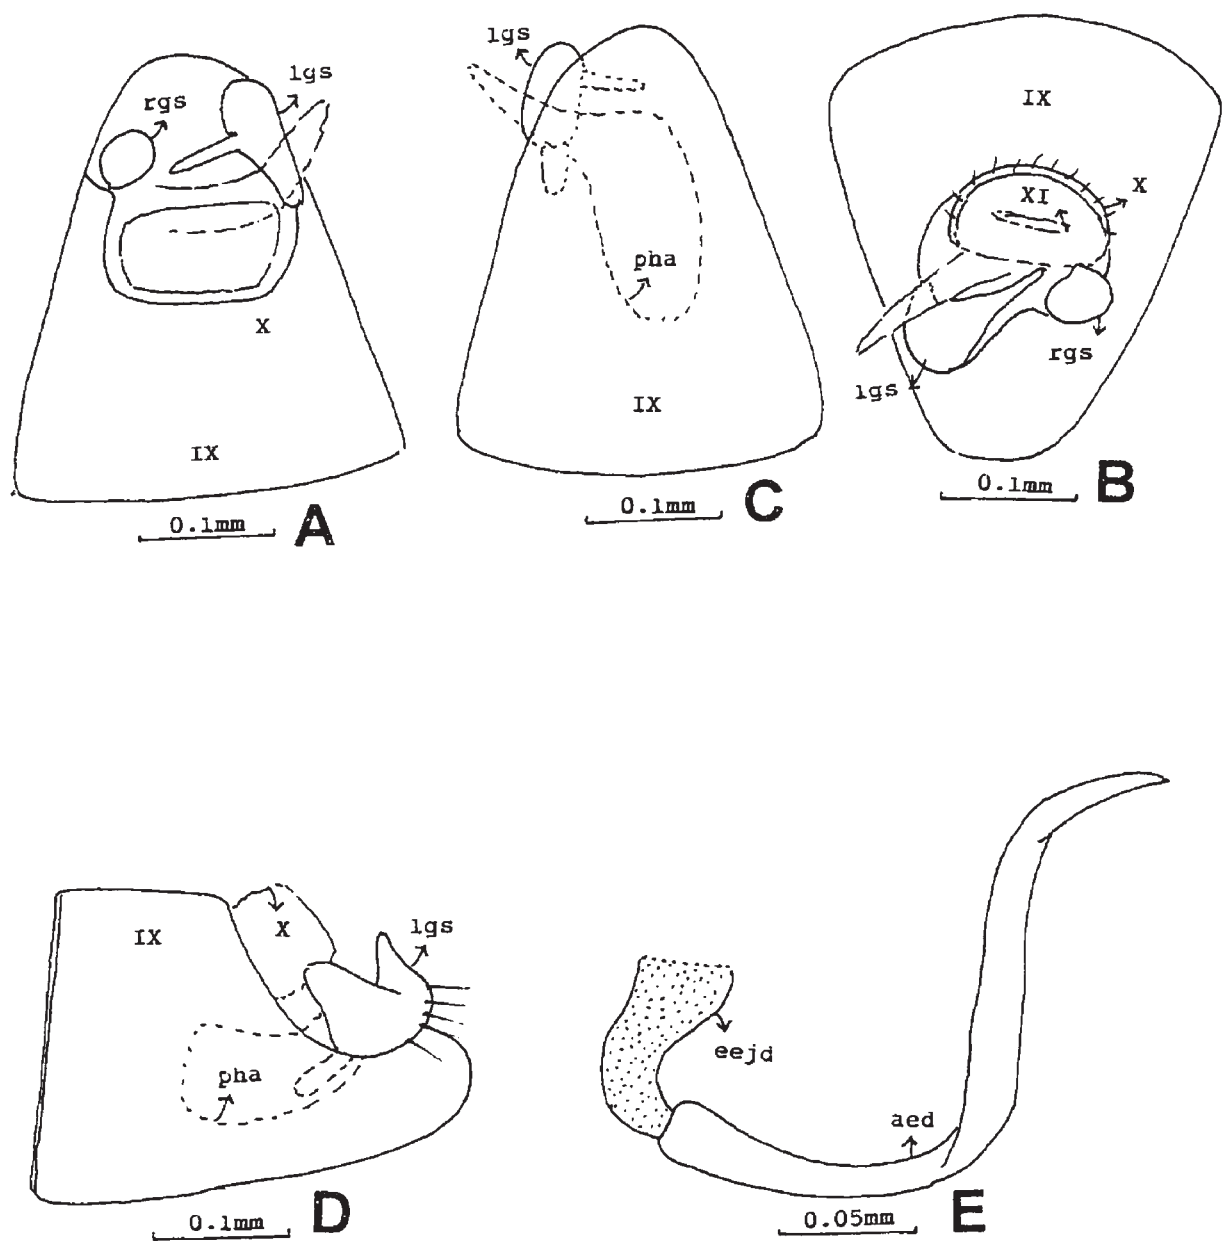 rgs
lgs
X
IX
0.1mm
A
lgs
pha
IX
0.1mm
C
IX
XI
X
rgs
lgs
0.1mm
B
IX
X
lgs
pha
0.1mm
D
eejd
aed
0.05mm
E